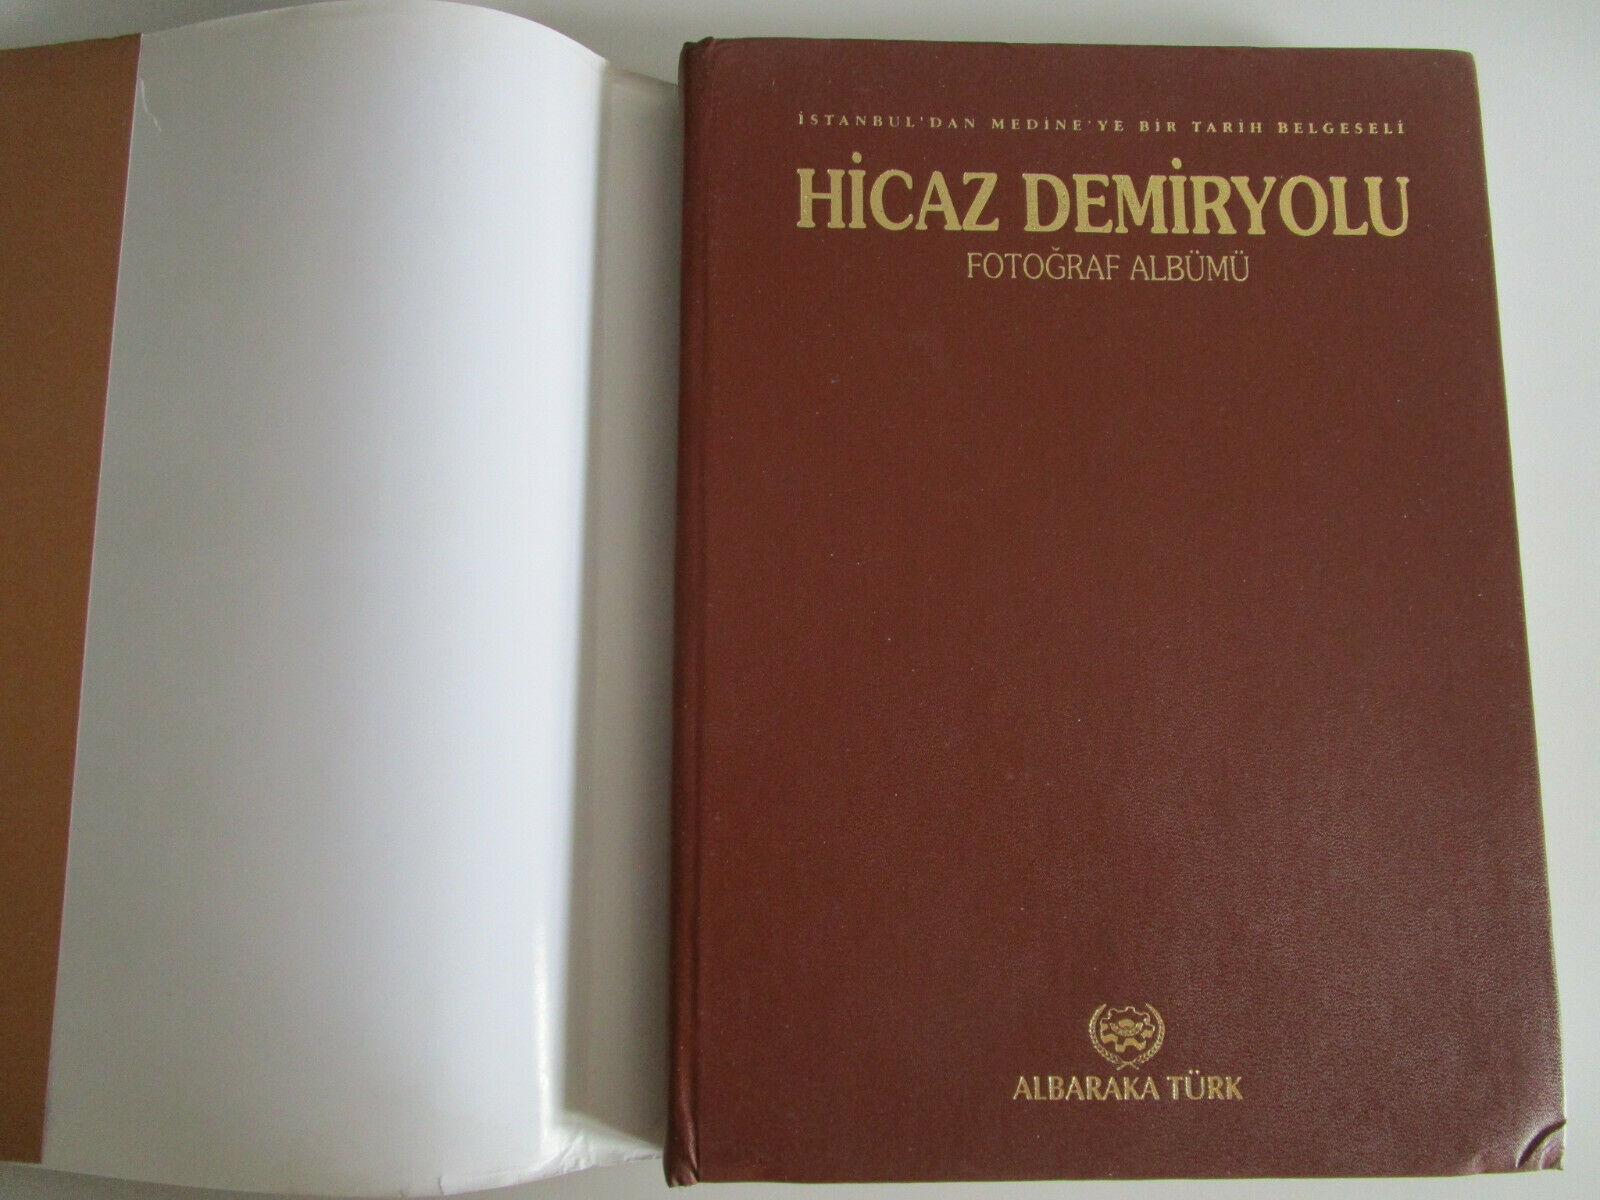 İSTANBUL'DAN MEDİNE'YE BİR TARİH BELGESELİ
HİCAZ DEMİRYOLU
FOTOĞRAF ALBÜMÜ
ALBARAKA TÜRK